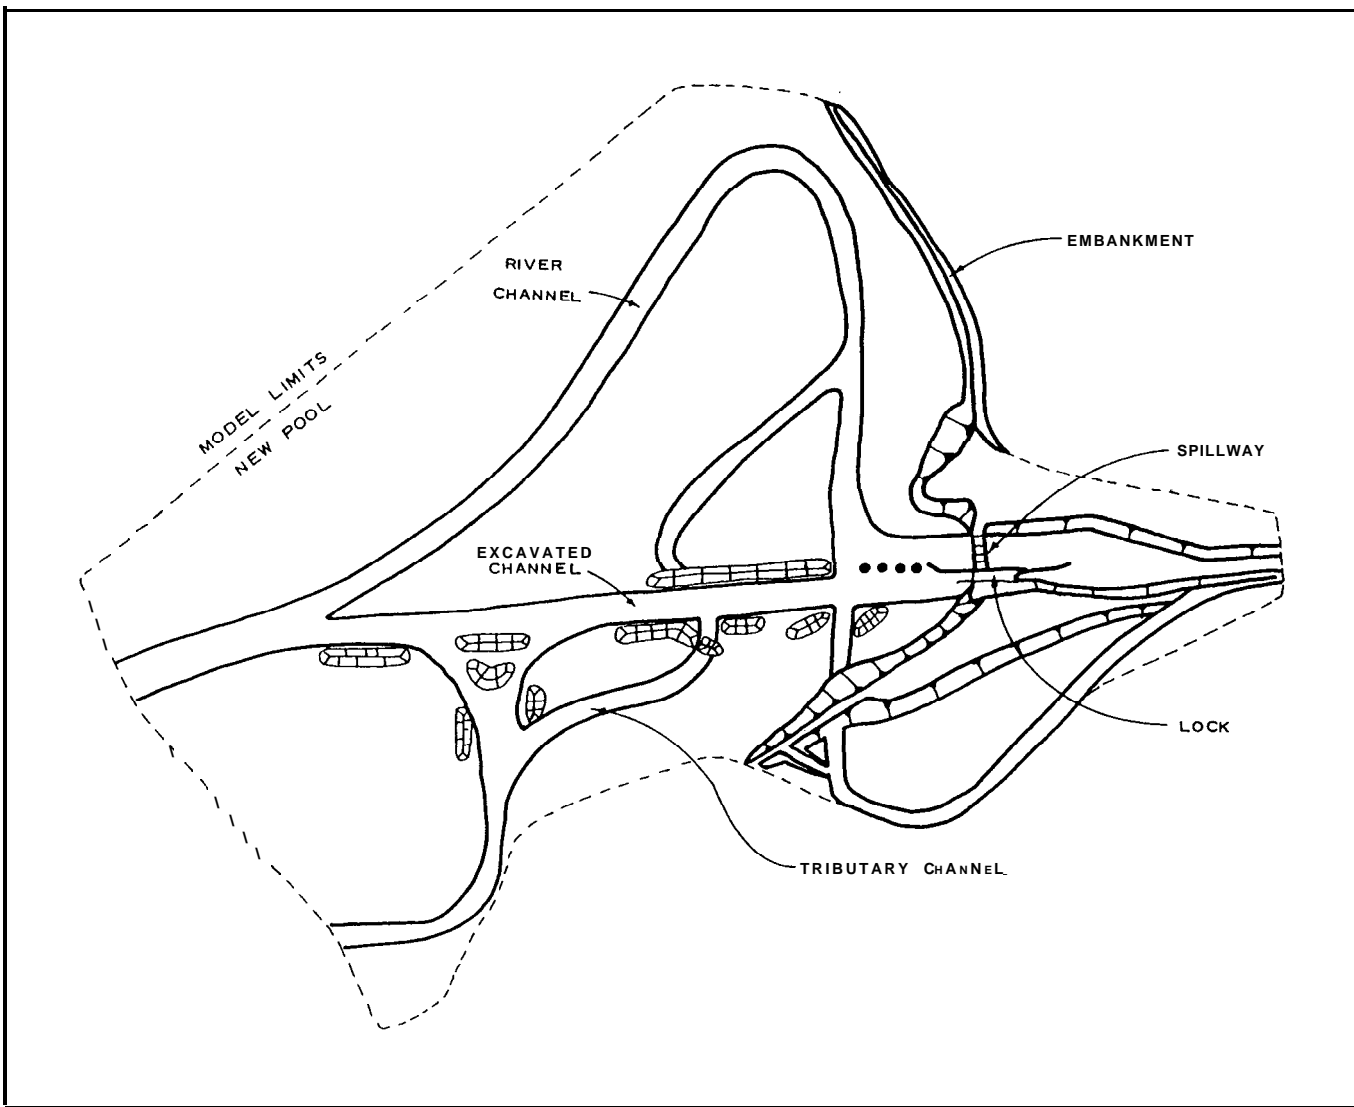 EMBANKMENT
RIVER
CHANNEL
MODEL LIMITS
NEW POOL
SPILLWAY
EXCAVATED
CHANNEL
LOCK
TRIBUTARY CHANNEL